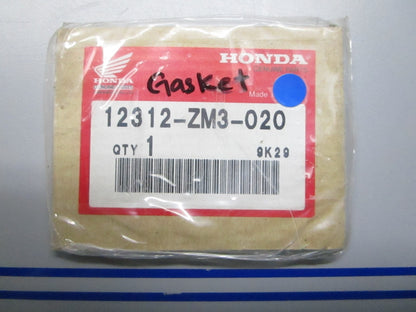 HONDA
HONDA
Gasket
Made
12312-ZM3-020
QTY 1 9K29